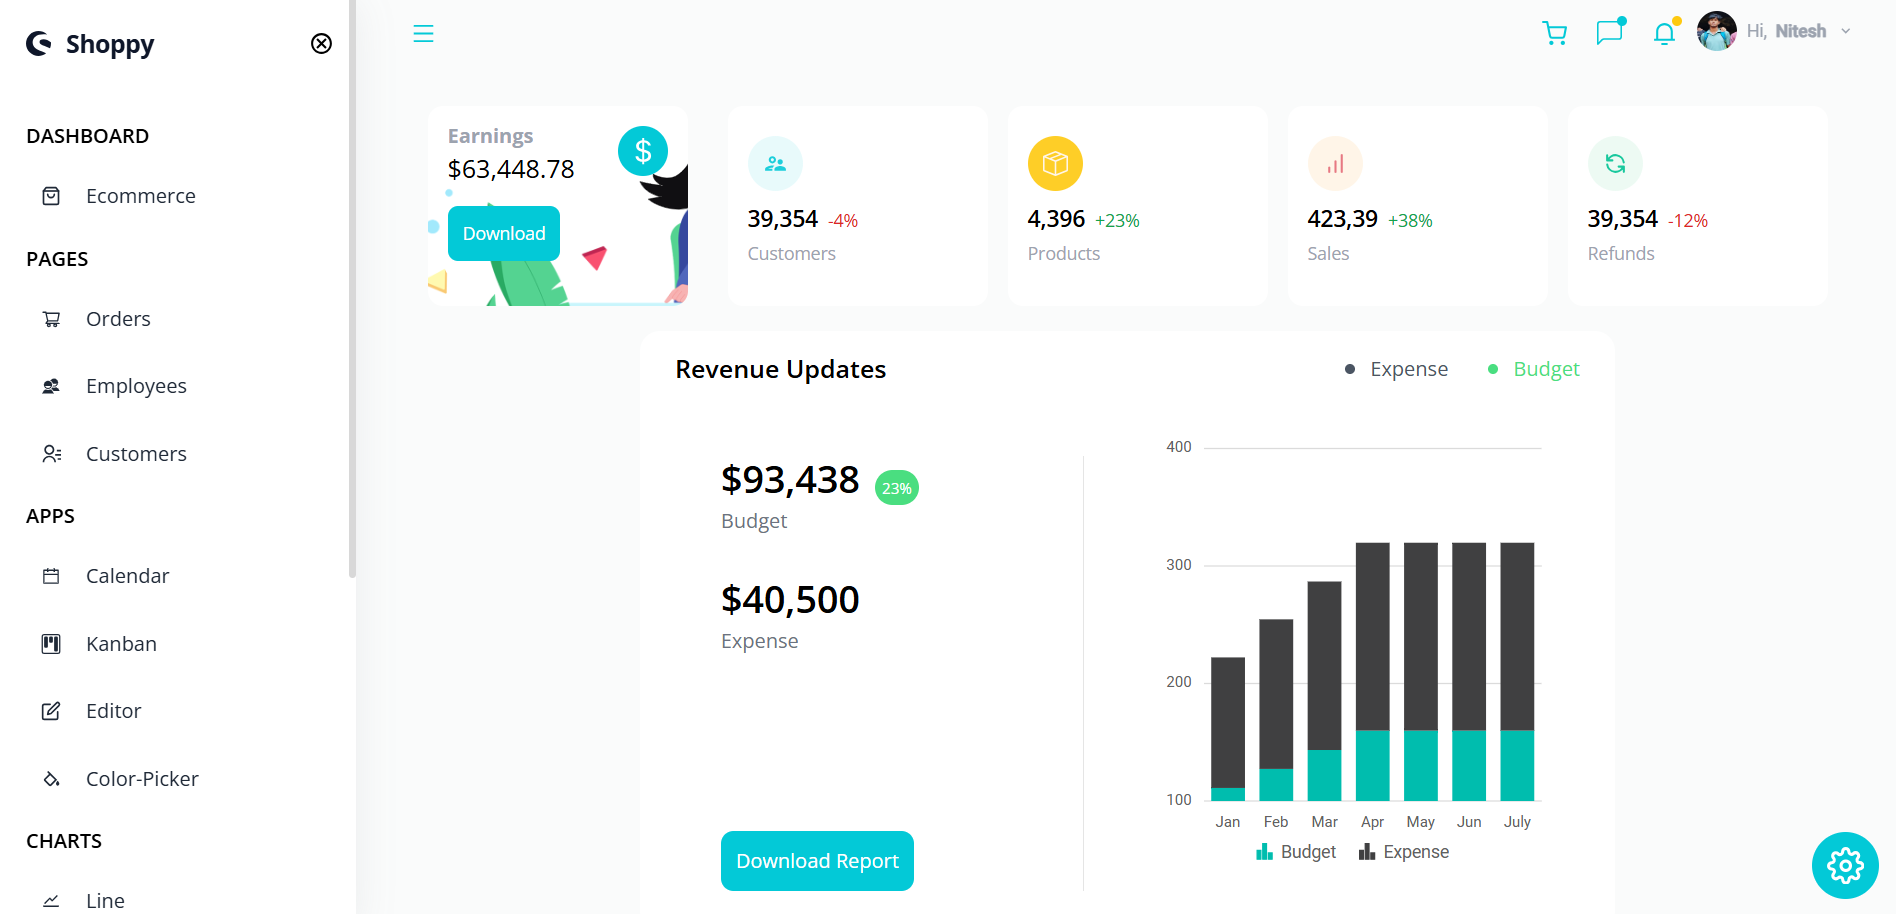 Shoppy
DASHBOARD
Ecommerce
PAGES
Orders
Employees
Customers
APPS
Calendar
Kanban
Editor
Color-Picker
CHARTS
Line
Hi, Nitesh
Earnings
$63,448.78
$
Download
39,354 -4%
Customers
4,396 +23%
Products
423,39 +38%
Sales
39,354 -12%
Refunds
Revenue Updates
Expense
Budget
$93,438 23%
Budget
$40,500
Expense
Download Report
400
300
200
100
Jan Feb Mar Apr May Jun July
Budget Expense